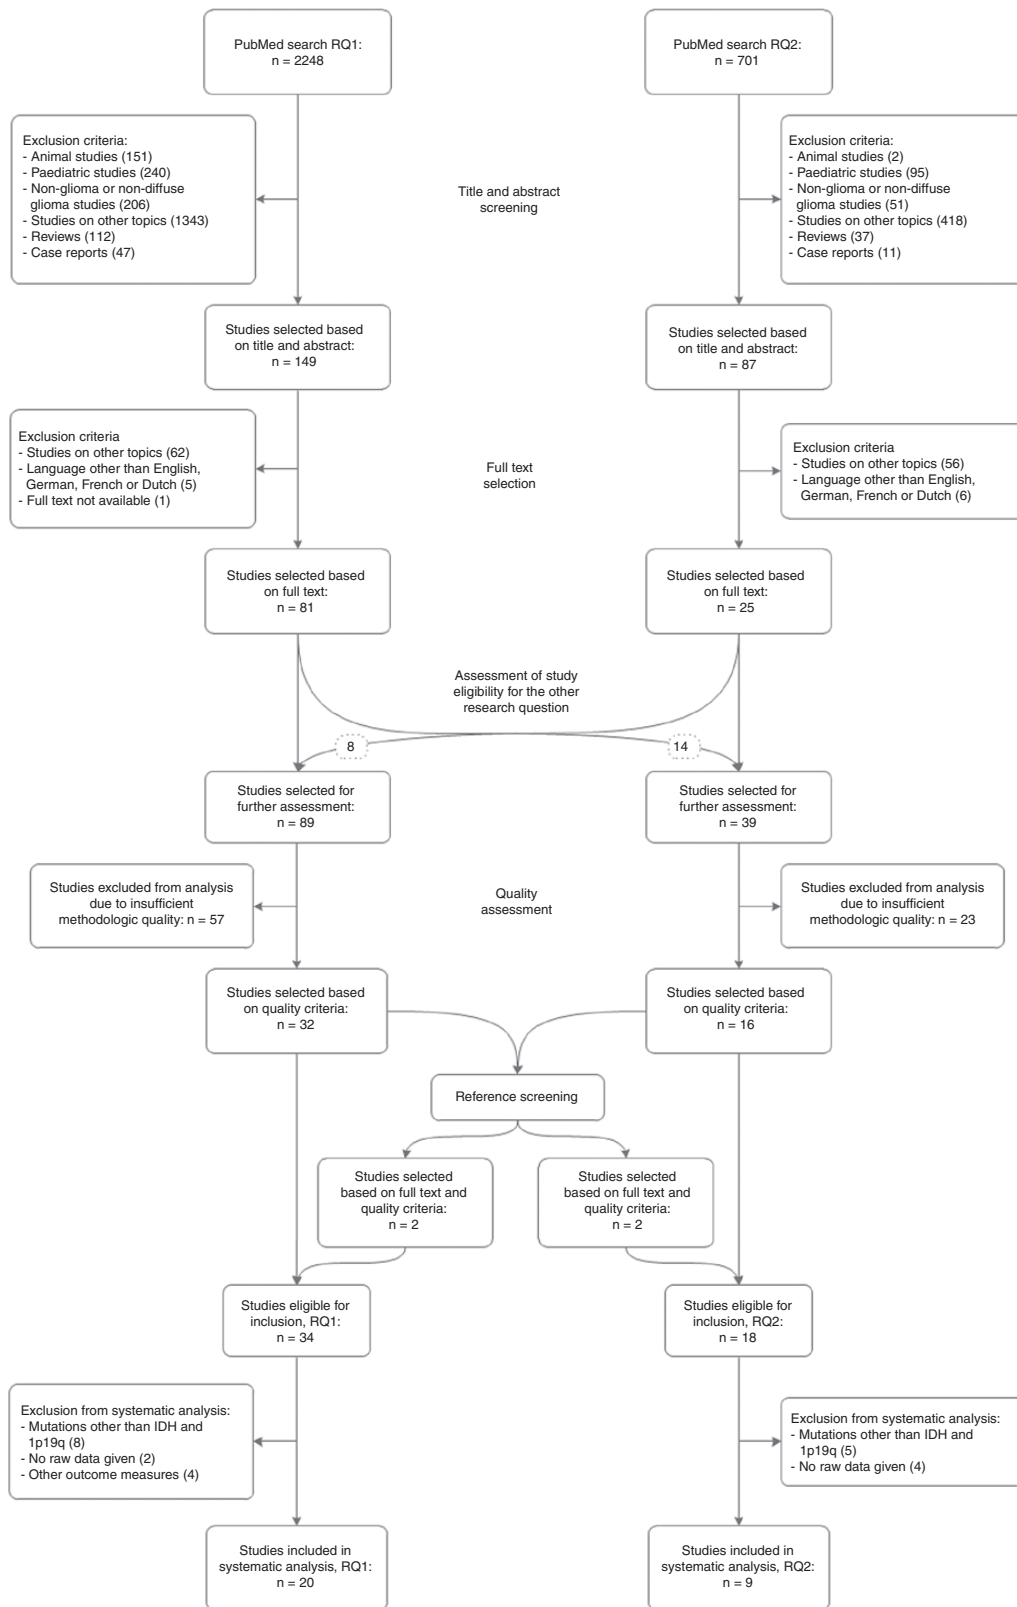 PubMed search RQ1:
n = 2248
PubMed search RQ2:
n = 701
Exclusion criteria:
- Animal studies (151)
- Paediatric studies (240)
- Non-glioma or non-diffuse
glioma studies (206)
- Studies on other topics (1343)
- Reviews (112)
- Case reports (47)
Title and abstract
screening
Exclusion criteria:
- Animal studies (2)
- Paediatric studies (95)
- Non-glioma or non-diffuse
glioma studies (51)
- Studies on other topics (418)
- Reviews (37)
- Case reports (11)
Studies selected based
on title and abstract:
n = 149
Studies selected based
on title and abstract:
n = 87
Exclusion criteria
- Studies on other topics (62)
- Language other than English,
German, French or Dutch (5)
- Full text not available (1)
Full text
selection
Exclusion criteria
- Studies on other topics (56)
- Language other than English,
German, French or Dutch (6)
Studies selected based
on full text:
n = 81
Studies selected based
on full text:
n = 25
Assessment of study
eligibility for the other
research question
8
14
Studies selected for
further assessment:
n = 89
Studies selected for
further assessment:
n = 39
Studies excluded from analysis
due to insufficient
methodologic quality: n = 57
Quality
assessment
Studies excluded from analysis
due to insufficient
methodologic quality: n = 23
Studies selected based
on quality criteria:
n = 32
Studies selected based
on quality criteria:
n = 16
Reference screening
Studies selected
based on full text and
quality criteria:
n = 2
Studies selected
based on full text and
quality criteria:
n = 2
Studies eligible for
inclusion, RQ1:
n = 34
Studies eligible for
inclusion, RQ2:
n = 18
Exclusion from systematic analysis:
- Mutations other than IDH and
1p19q (8)
- No raw data given (2)
- Other outcome measures (4)
Exclusion from systematic analysis:
- Mutations other than IDH and
1p19q (5)
- No raw data given (4)
Studies included in
systematic analysis, RQ1:
n = 20
Studies included in
systematic analysis, RQ2:
n = 9